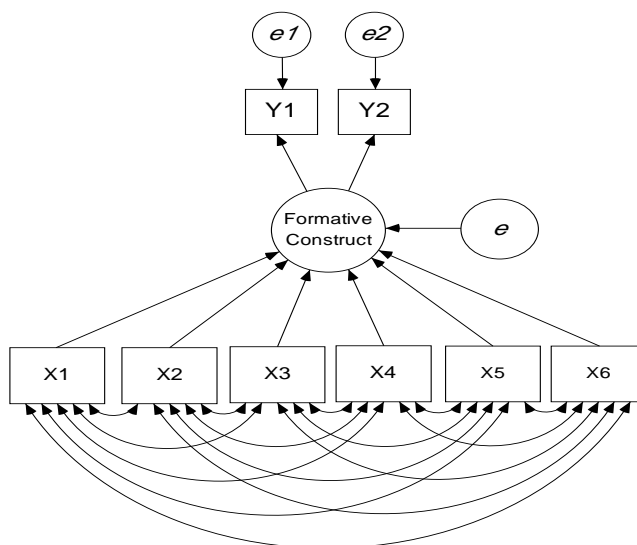 e1 e2
Y1 Y2
Formative
Construct
e
X1 X2 X3 X4 X5 X6